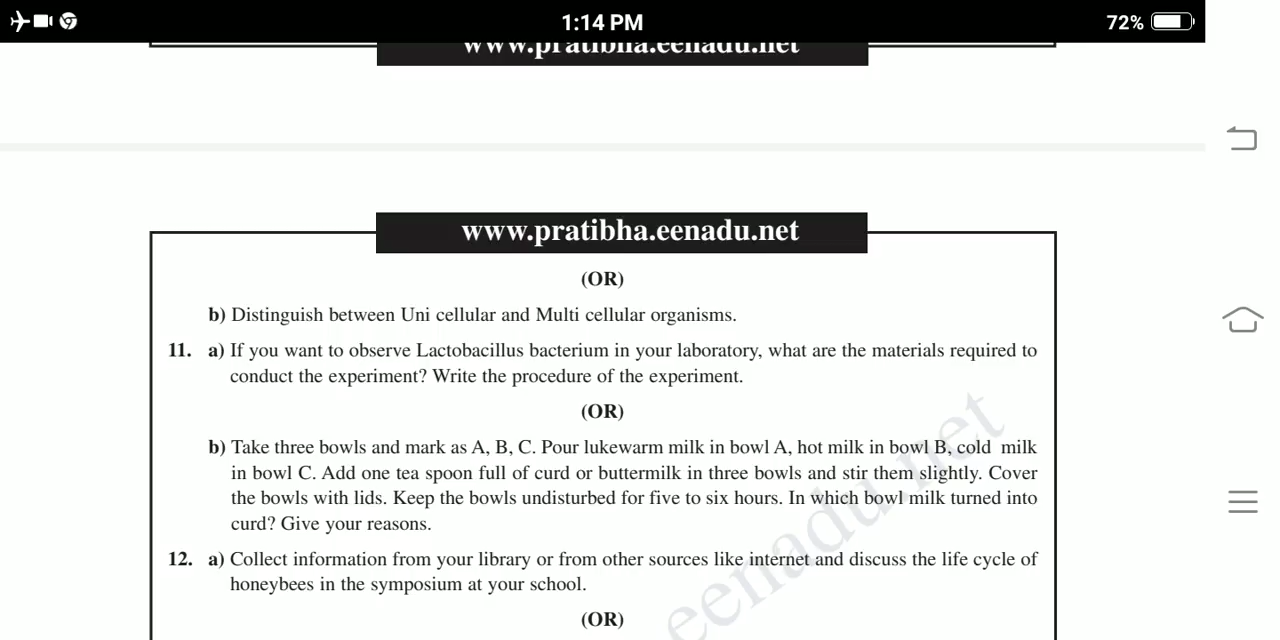 1:14 PM
72%
www.pratibha.eenadu.net
www.pratibha.eenadu.net
(OR)
b) Distinguish between Uni cellular and Multi cellular organisms.
11. a) If you want to observe Lactobacillus bacterium in your laboratory, what are the materials required to
conduct the experiment? Write the procedure of the experiment.
(OR)
b) Take three bowls and mark as A, B, C. Pour lukewarm milk in bowl A, hot milk in bowl B, cold milk
in bowl C. Add one tea spoon full of curd or buttermilk in three bowls and stir them slightly. Cover
the bowls with lids. Keep the bowls undisturbed for five to six hours. In which bowl milk turned into
curd? Give your reasons.
12. a) Collect information from your library or from other sources like internet and discuss the life cycle of
honeybees in the symposium at your school.
(OR)
eenadu.net